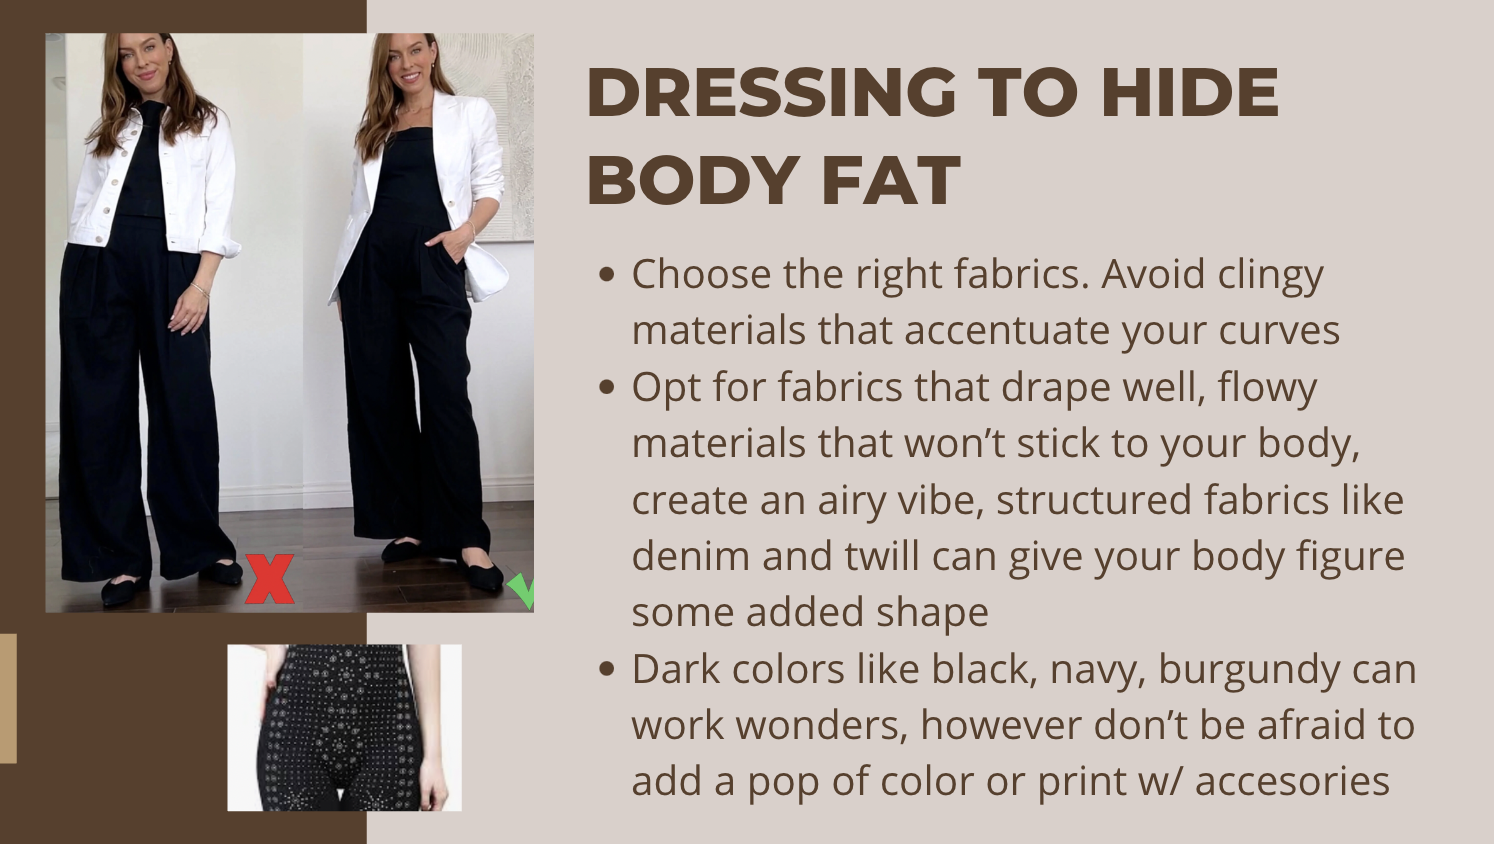 DRESSING TO HIDE
BODY FAT
• Choose the right fabrics. Avoid clingy
materials that accentuate your curves
• Opt for fabrics that drape well, flowy
materials that won’t stick to your body,
create an airy vibe, structured fabrics like
denim and twill can give your body figure
some added shape
• Dark colors like black, navy, burgundy can
work wonders, however don’t be afraid to
add a pop of color or print w/ accesories